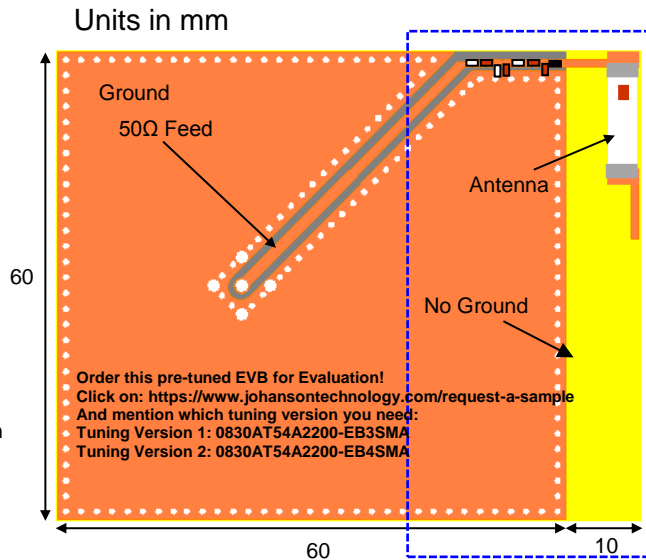 Units in mm
Ground
50Ω Feed
Antenna
60
No Ground
Order this pre-tuned EVB for Evaluation!
Click on: https://www.johansontechnology.com/request-a-sample
And mention which tuning version you need:
Tuning Version 1: 0830AT54A2200-EB3SMA
Tuning Version 2: 0830AT54A2200-EB4SMA
60
10